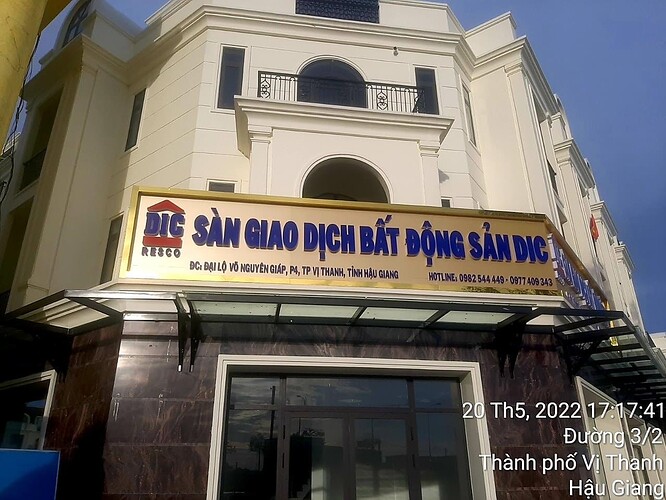 DIC
RESCO
SÀN GIAO DỊCH BẤT ĐỘNG SẢN DIC
ĐC: ĐẠI LỘ VÕ NGUYÊN GIÁP, P4, TP VỊ THANH, TỈNH HẬU GIANG
HOTLINE: 0982 544 449 - 0977 409 343
20 Th5, 2022 17:17:41
Đường 3/2
Thành phố Vị Thanh
Hậu Giang